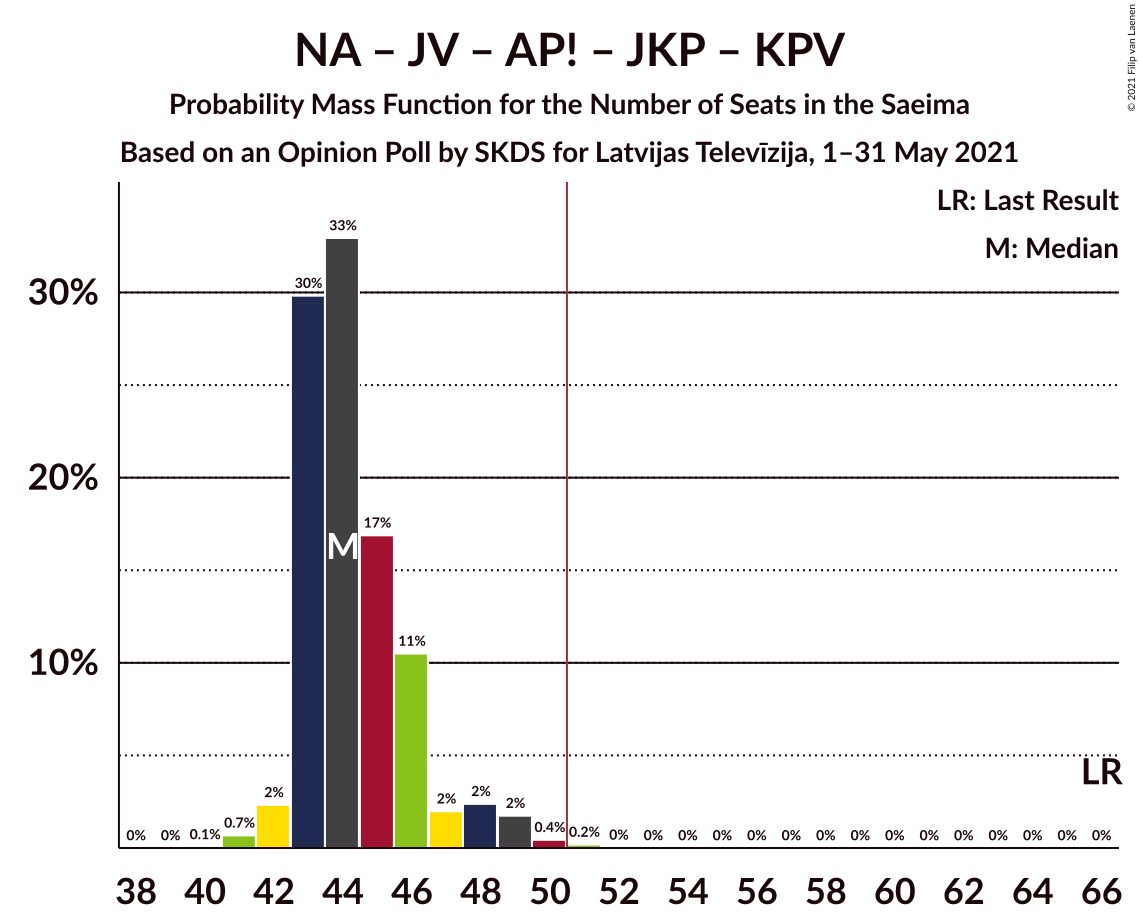 NA – JV – AP! – JKP – KPV
Probability Mass Function for the Number of Seats in the Saeima
Based on an Opinion Poll by SKDS for Latvijas Televīzija, 1–31 May 2021
© 2021 Filip van Laenen
LR: Last Result
M: Median
30%
20%
10%
0% 0% 0.1% 0.7% 2% 30% 33% 17% 11% 2% 2% 2% 0.4% 0.2% 0% 0% 0% 0% 0% 0% 0% 0% 0% 0% 0% 0% 0% 0% 0%
M
LR
38 40 42 44 46 48 50 52 54 56 58 60 62 64 66